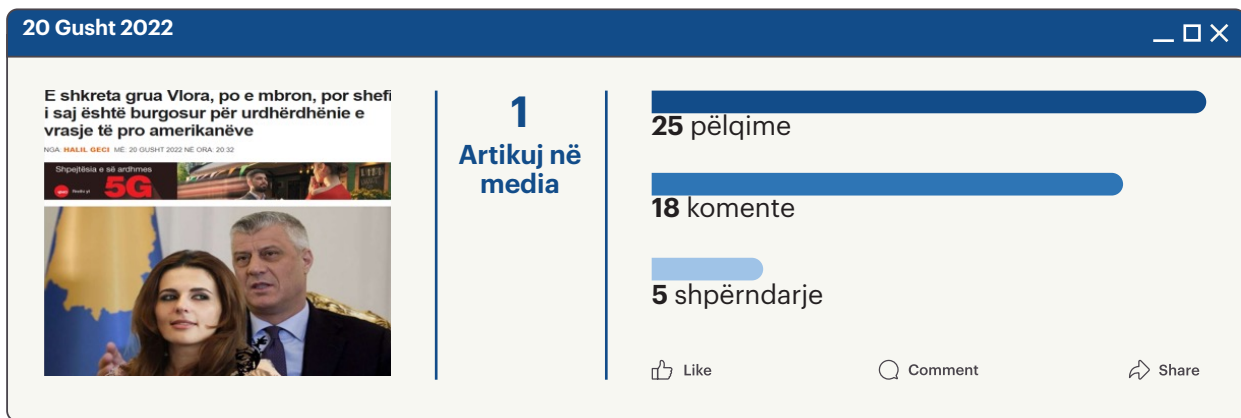 20 Gusht 2022
E shkreta grua Vlora, po e mbron, por shefi
i saj është burgosur për urdhërdhënie e
vrasje të pro amerikanëve
NGA HALIL GECI MË: 20 GUSHT 2022 NË ORA: 20:32
Shpejtësia e së ardhmes
5G
1
Artikuj në
media
25 pëlqime
18 komente
5 shpërndarje
Like
Comment
Share